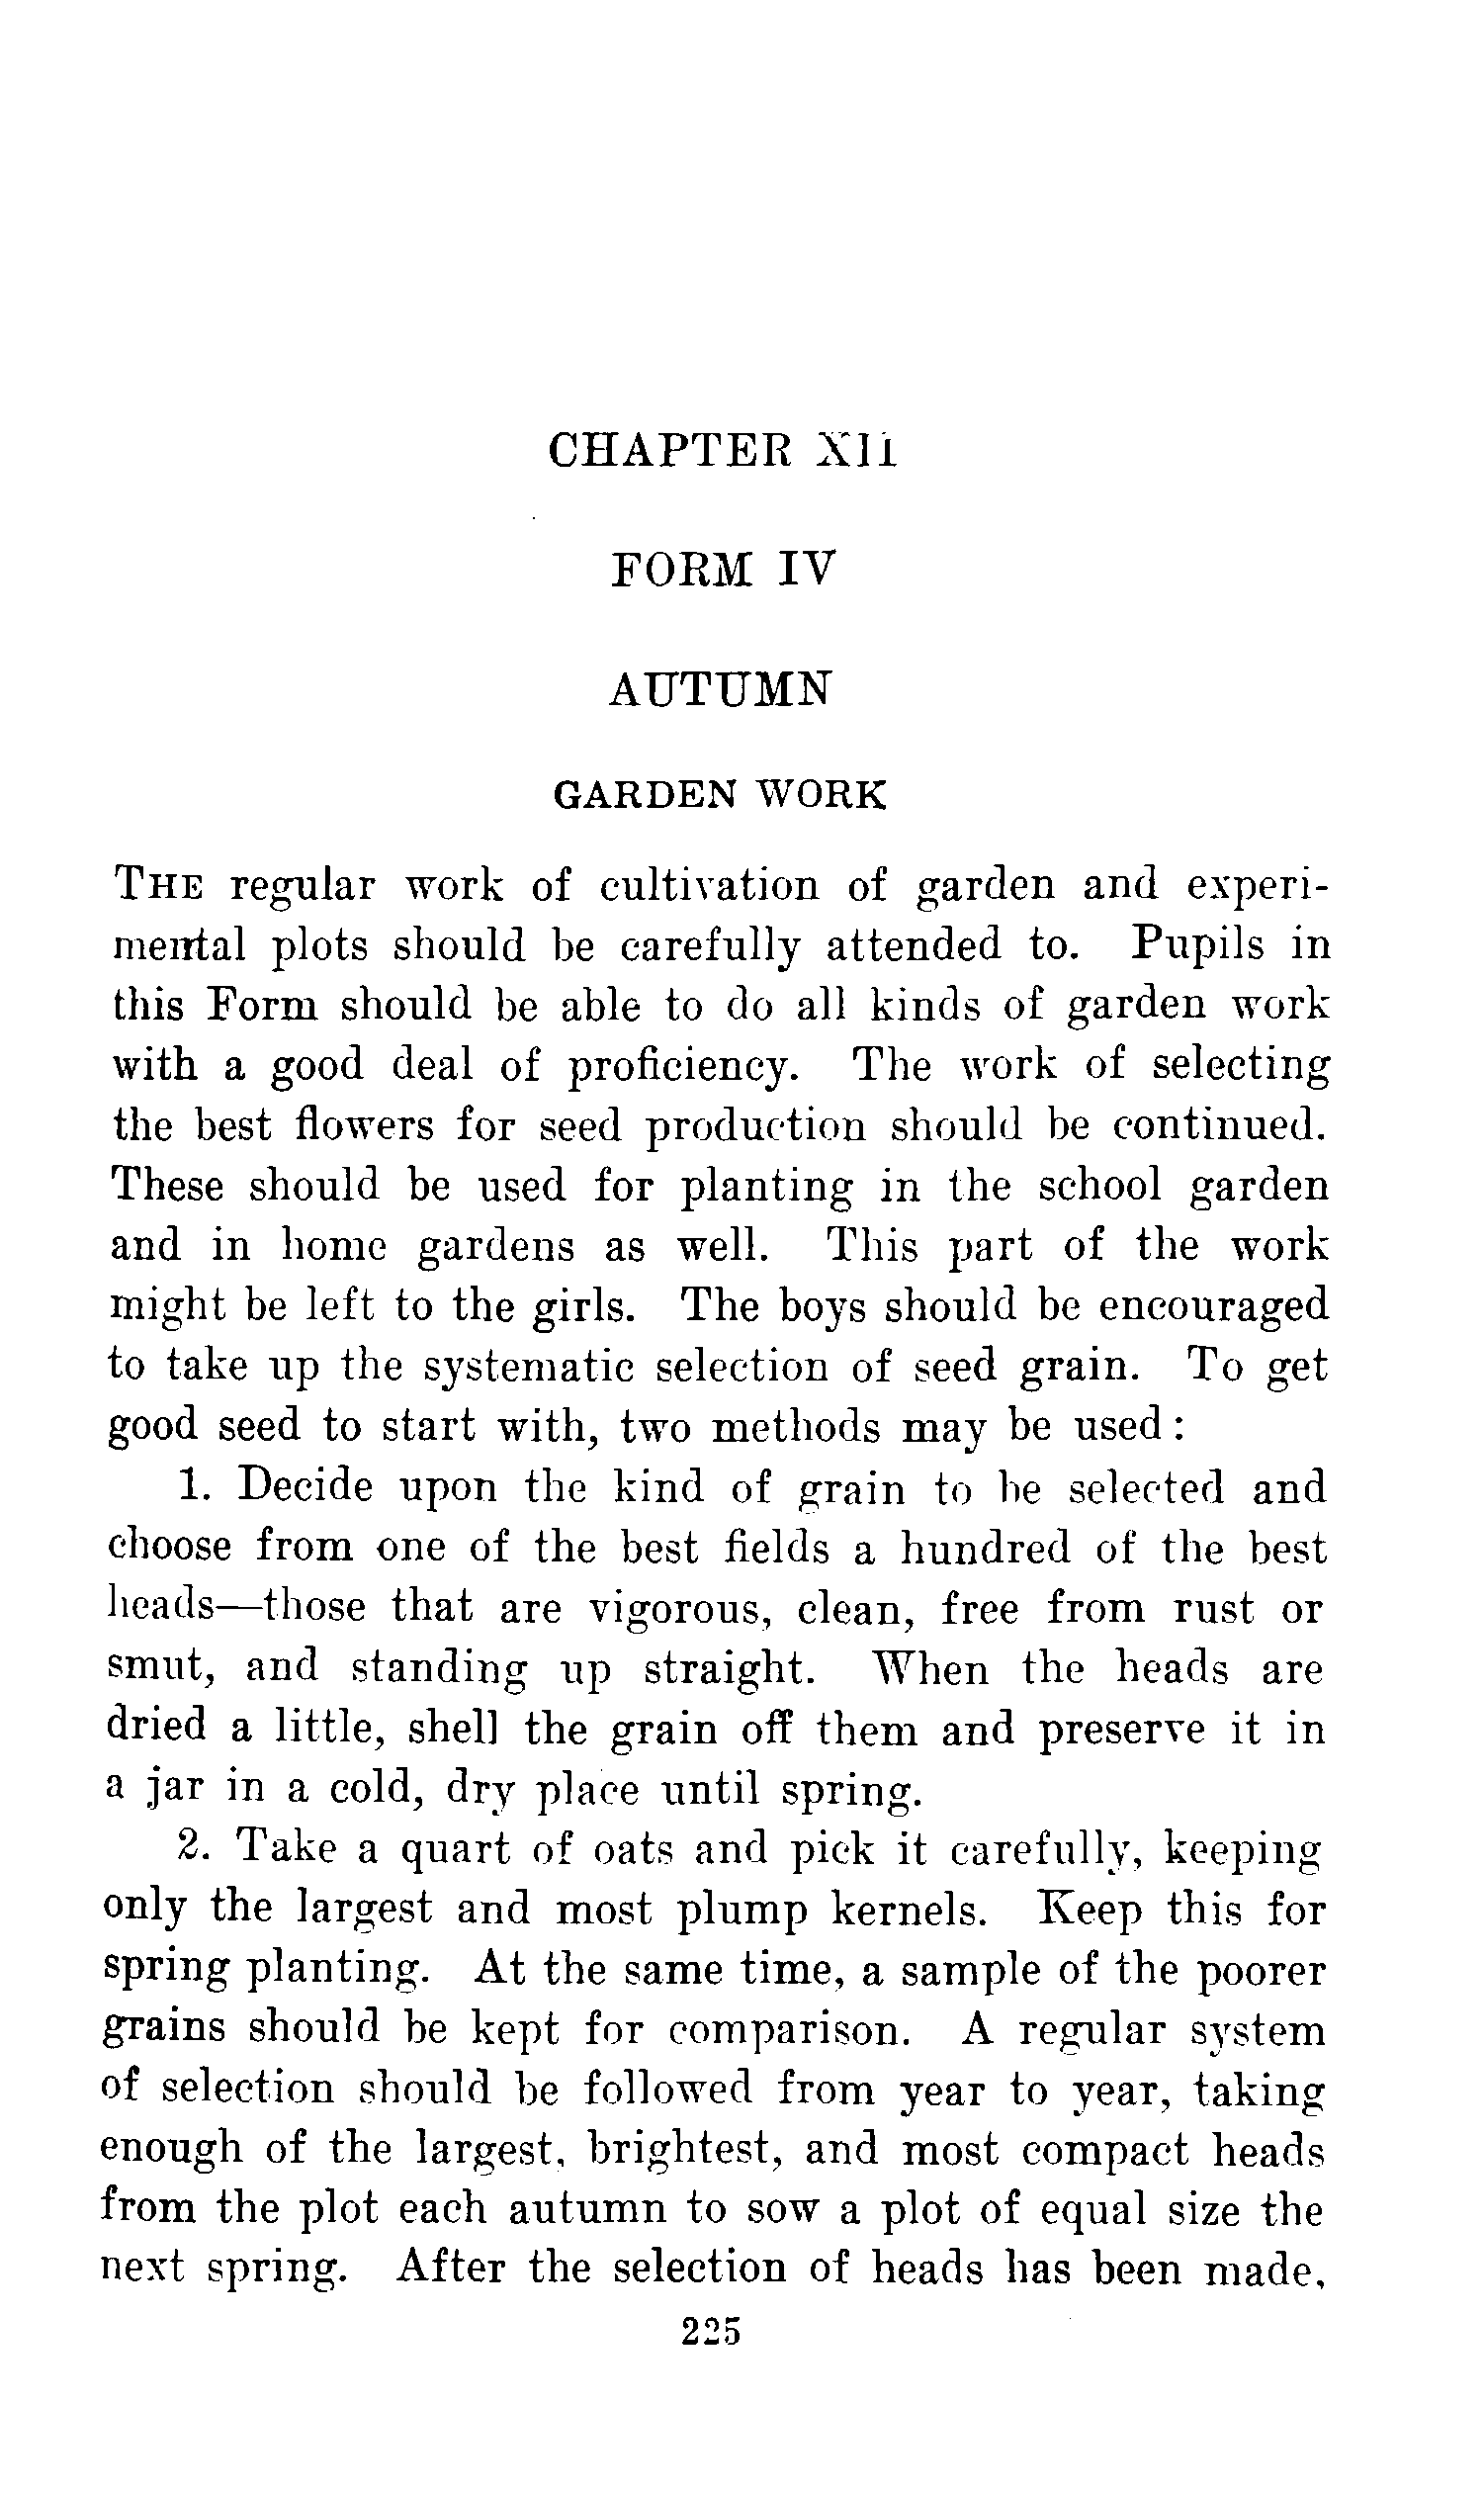 CHAPTER XII
FORM IV
AUTUMN
GARDEN WORK
THE regular work of cultivation of garden and experi-
mental plots should be carefully attended to. Pupils in
this Form should be able to do all kinds of garden work
with a good deal of proficiency. The work of selecting
the best flowers for seed production should be continued.
These should be used for planting in the school garden
and in home gardens as well. This part of the work
might be left to the girls. The boys should be encouraged
to take up the systematic selection of seed grain. To get
good seed to start with, two methods may be used:
1. Decide upon the kind of grain to be selected and
choose from one of the best fields a hundred of the best
heads—those that are vigorous, clean, free from rust or
smut, and standing up straight. When the heads are
dried a little, shell the grain off them and preserve it in
a jar in a cold, dry place until spring.
2. Take a quart of oats and pick it carefully, keeping
only the largest and most plump kernels. Keep this for
spring planting. At the same time, a sample of the poorer
grains should be kept for comparison. A regular system
of selection should be followed from year to year, taking
enough of the largest, brightest, and most compact heads
from the plot each autumn to sow a plot of equal size the
next spring. After the selection of heads has been made,
225